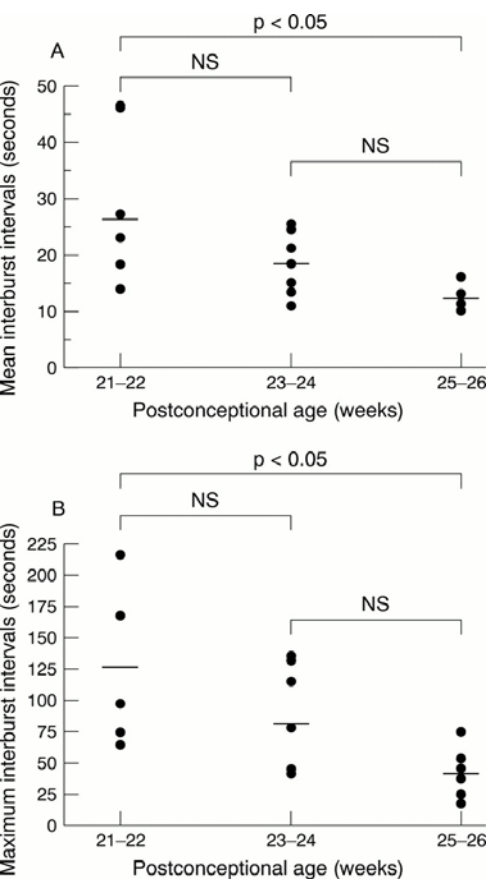 p < 0.05
A
NS
NS
Mean interburst intervals (seconds)
50
40
30
20
10
0
21–22
23–24
25–26
Postconceptional age (weeks)
p < 0.05
B
NS
NS
Maximum interburst intervals (seconds)
225
200
175
150
125
100
75
50
25
0
21–22
23–24
25–26
Postconceptional age (weeks)